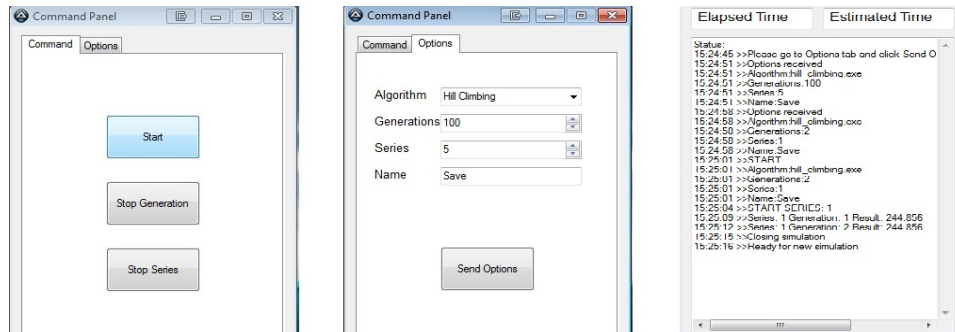 Command Panel
Command Options
Start
Stop Generation
Stop Series
Command Panel
Command Options
Algorithm Hill Climbing
Generations 100
Series 5
Name Save
Send Options
Elapsed Time Estimated Time
Status:
15:24:45 >>Please go to Options tab and click Send O
15:24:51 >>Options received
15:24:51 >>Algorithm:hill_climbing.exe
15:24:51 >>Generations:100
15:24:51 >>Series:5
15:24:51 >>Name:Save
15:24:58 >>Options received
15:24:58 >>Algorithm:hill_climbing.exe
15:24:58 >>Generations:2
15:24:58 >>Series:1
15:24:58 >>Name:Save
15:25:01 >>START
15:25:01 >>Algorithm:hill_climbing.exe
15:25:01 >>Generations:2
15:25:01 >>Series:1
15:25:01 >>Name:Save
15:25:04 >>START SERIES: 1
15:25:09 >>Series: 1 Generation: 1 Result: 244.856
15:25:12 >>Series: 1 Generation: 2 Result: 244.856
15:25:15 >>Closing simulation
15:25:16 >>Ready for new simulation